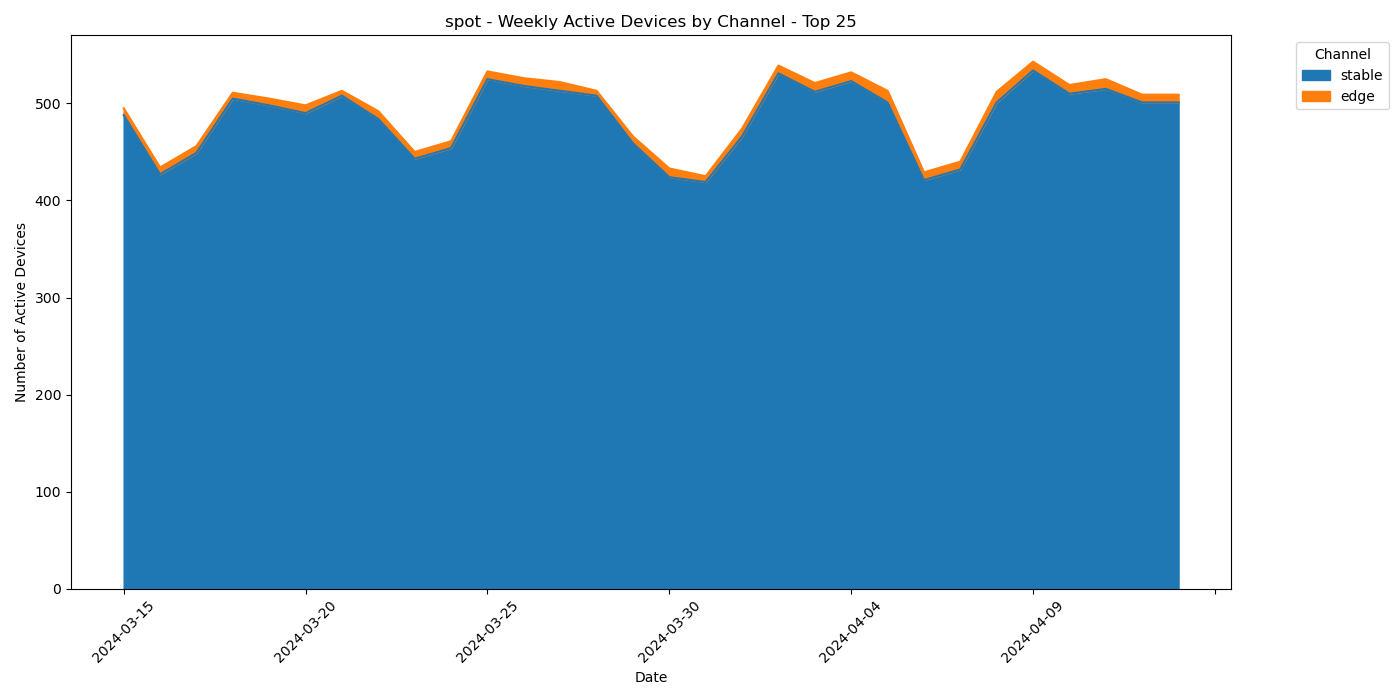 spot - Weekly Active Devices by Channel - Top 25
Channel
stable
edge
Number of Active Devices
500
400
300
200
100
0
2024-03-15
2024-03-20
2024-03-25
2024-03-30
2024-04-04
2024-04-09
Date